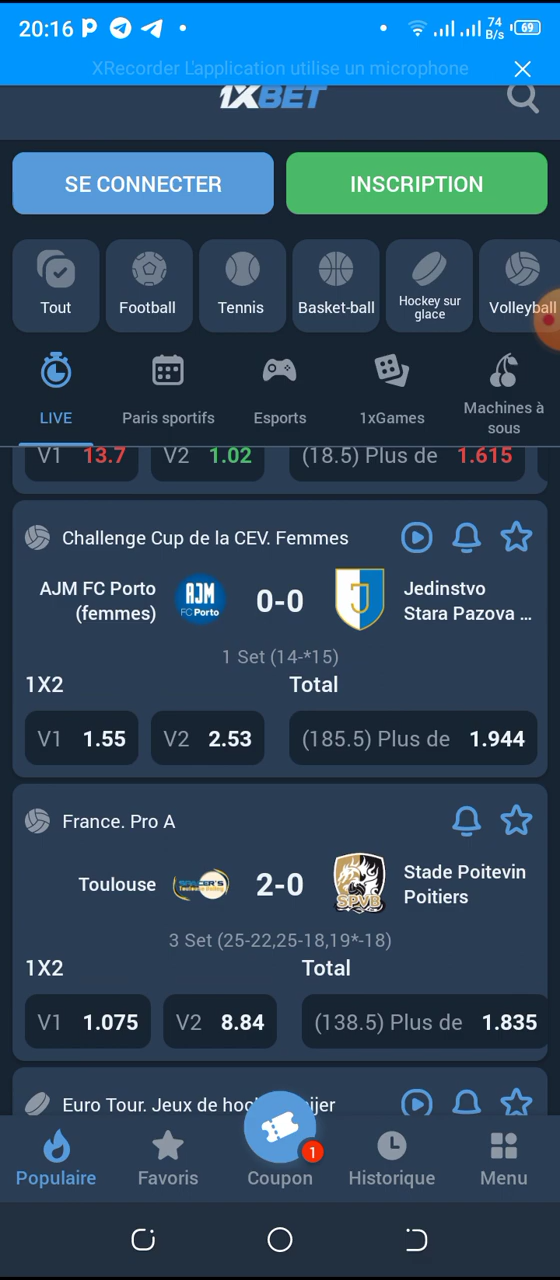 20:16
74
B/s
69
XRecorder L'application utilise un microphone
1XBET
SE CONNECTER
INSCRIPTION
Tout
Football
Tennis
Basket-ball
Hockey sur
glace
Volleyball
LIVE
Paris sportifs
Esports
1xGames
Machines à
sous
V1 13.7
V2 1.02
(18.5) Plus de 1.615
Challenge Cup de la CEV. Femmes
AJM FC Porto
(femmes)
AJM
FC Porto
0-0
J
Jedinstvo
Stara Pazova ...
1 Set (14-*15)
1X2
Total
V1 1.55
V2 2.53
(185.5) Plus de 1.944
France. Pro A
Toulouse
2-0
SPVB
Stade Poitevin
Poitiers
3 Set (25-22,25-18,19*-18)
1X2
Total
V1 1.075
V2 8.84
(138.5) Plus de 1.835
Euro Tour. Jeux de ho
ijer
1
Populaire
Favoris
Coupon
Historique
Menu